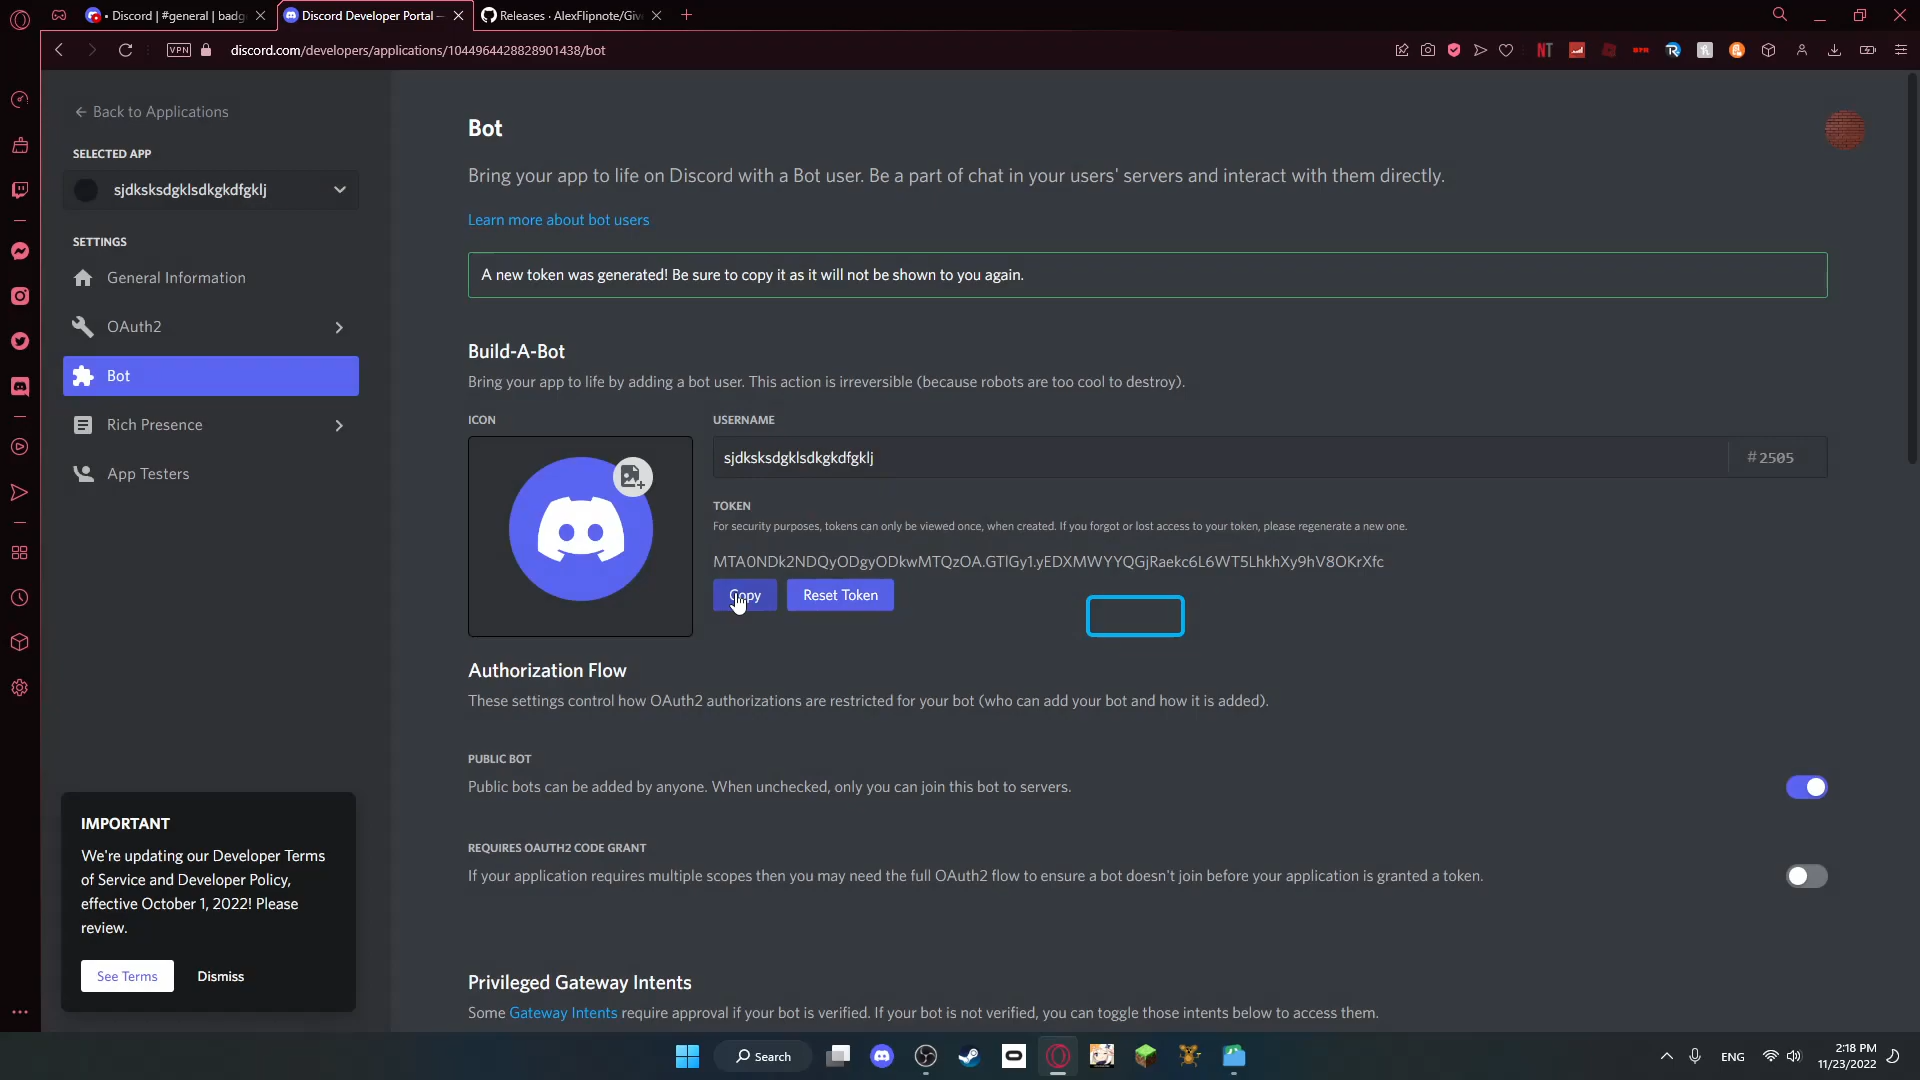 Discord | #general | badg
Discord Developer Portal —
Releases · AlexFlipnote/Giv
VPN
discord.com/developers/applications/1044964428828901438/bot
Back to Applications
SELECTED APP
sjdksksdgklsdkgkdfgklj
SETTINGS
General Information
OAuth2
Bot
Rich Presence
App Testers
Bot
Bring your app to life on Discord with a Bot user. Be a part of chat in your users' servers and interact with them directly.
Learn more about bot users
A new token was generated! Be sure to copy it as it will not be shown to you again.
Build-A-Bot
Bring your app to life by adding a bot user. This action is irreversible (because robots are too cool to destroy).
ICON
USERNAME
sjdksksdgklsdkgkdfgklj
#2505
TOKEN
For security purposes, tokens can only be viewed once, when created. If you forgot or lost access to your token, please regenerate a new one.
MTA0NDk2NDQyODgyODkwMTQzOA.GTlGy1.yEDXMWYYQGjRaekc6L6WT5LhkhXy9hV8OKrXfc
Copy
Reset Token
Authorization Flow
These settings control how OAuth2 authorizations are restricted for your bot (who can add your bot and how it is added).
PUBLIC BOT
Public bots can be added by anyone. When unchecked, only you can join this bot to servers.
REQUIRES OAUTH2 CODE GRANT
If your application requires multiple scopes then you may need the full OAuth2 flow to ensure a bot doesn't join before your application is granted a token.
Privileged Gateway Intents
Some Gateway Intents require approval if your bot is verified. If your bot is not verified, you can toggle those intents below to access them.
IMPORTANT
We're updating our Developer Terms
of Service and Developer Policy,
effective October 1, 2022! Please
review.
See Terms
Dismiss
Search
ENG
2:18 PM
11/23/2022